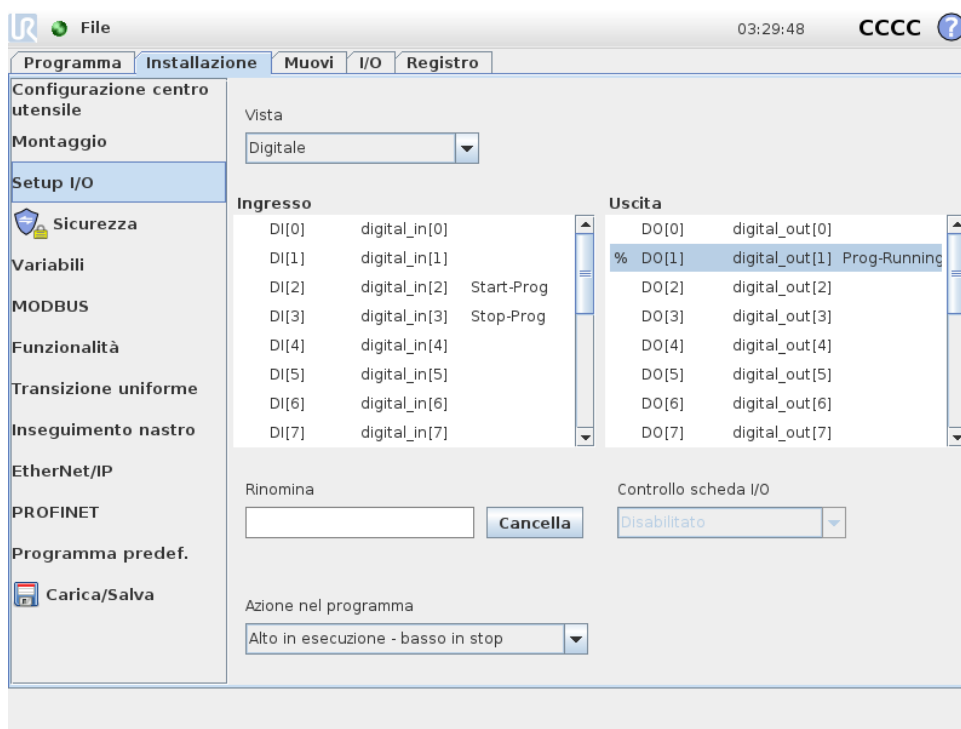 UR File 03:29:48 CCCC ?
Programma Installazione Muovi I/O Registro
Configurazione centro
utensile
Montaggio
Setup I/O
Sicurezza
Variabili
MODBUS
Funzionalità
Transizione uniforme
Inseguimento nastro
EtherNet/IP
PROFINET
Programma predef.
Carica/Salva
Vista
Digitale
Ingresso
DI[0] digital_in[0]
DI[1] digital_in[1]
DI[2] digital_in[2] Start-Prog
DI[3] digital_in[3] Stop-Prog
DI[4] digital_in[4]
DI[5] digital_in[5]
DI[6] digital_in[6]
DI[7] digital_in[7]
Uscita
DO[0] digital_out[0]
% DO[1] digital_out[1] Prog-Running
DO[2] digital_out[2]
DO[3] digital_out[3]
DO[4] digital_out[4]
DO[5] digital_out[5]
DO[6] digital_out[6]
DO[7] digital_out[7]
Rinomina
Cancella
Controllo scheda I/O
Disabilitato
Azione nel programma
Alto in esecuzione - basso in stop